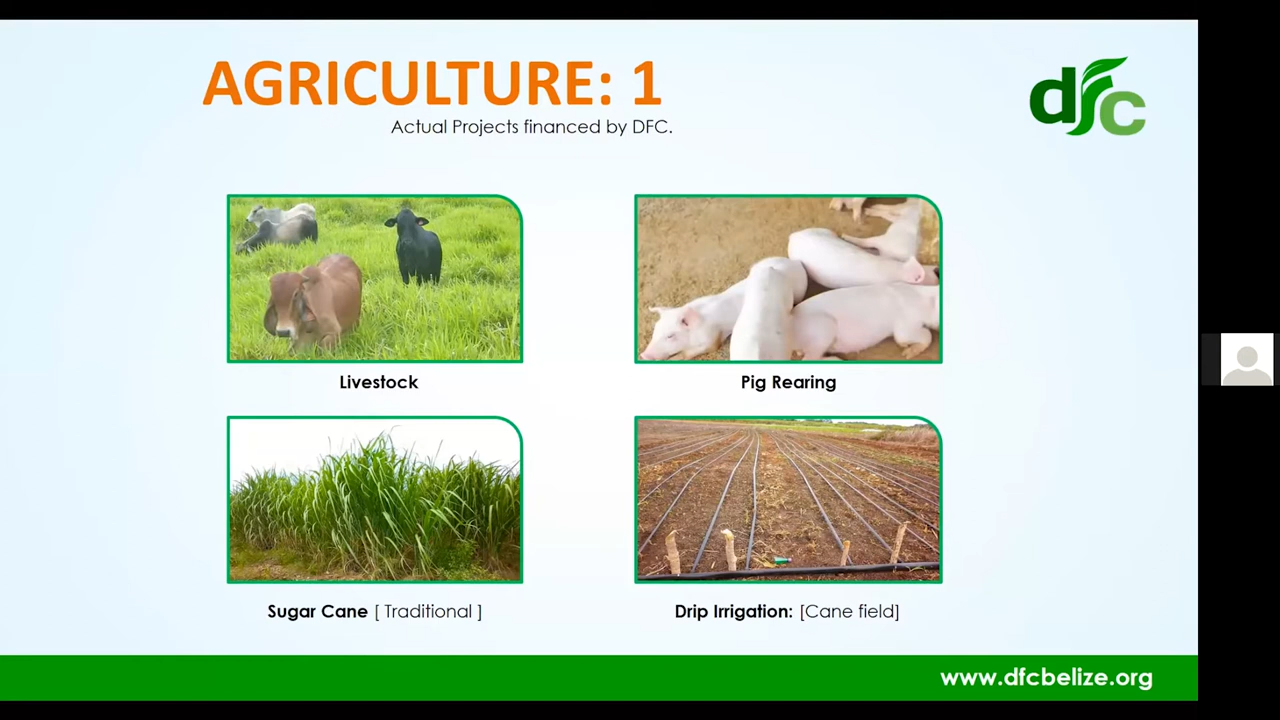 AGRICULTURE: 1
Actual Projects financed by DFC.
dfc
Livestock
Pig Rearing
Sugar Cane [ Traditional ]
Drip Irrigation: [Cane field]
www.dfcbelize.org